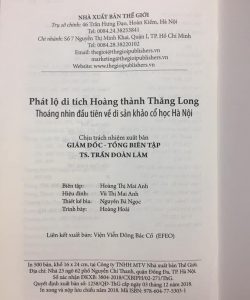 NHÀ XUẤT BẢN THẾ GIỚI
Trụ sở chính: 46 Trần Hưng Đạo, Hoàn Kiếm, Hà Nội
Tel: 0084.24.38253841
Chi nhánh: Số 7 Nguyễn Thị Minh Khai, Quận I, TP. Hồ Chí Minh
Tel: 0084.28.38220102
Email: thegioi@thegioipublishers.vn
marketing@thegioipublishers.vn
Website: www.thegioipublishers.vn
Phát lộ di tích Hoàng thành Thăng Long
Thoáng nhìn đầu tiên về di sản khảo cổ học Hà Nội
Chịu trách nhiệm xuất bản
GIÁM ĐỐC - TỔNG BIÊN TẬP
TS. TRẦN ĐOÀN LÂM
Biên tập: Hoàng Thị Mai Anh
Hiệu đính: Vũ Thị Mai Anh
Thiết kế bìa: Nguyễn Bá Ngọc
Trình bày: Hoàng Hoài
Liên kết xuất bản: Viện Viễn Đông Bác Cổ (EFEO)
In 500 bản, khổ 16 x 24 cm, tại Công ty TNHH MTV Nhà xuất bản Thế Giới
Địa chỉ: Nhà 23 ngõ 62 phố Nguyễn Chí Thanh, quận Đống Đa, TP. Hà Nội
Số xác nhận ĐKXB: 3804-2018/CXBIPH/02-271/ThG.
Quyết định xuất bản số: 1250/QĐ-ThG cấp ngày 03 tháng 12 năm 2018.
In xong và nộp lưu chiểu năm 2018. Mã ISBN: 978-604-77-5303-1